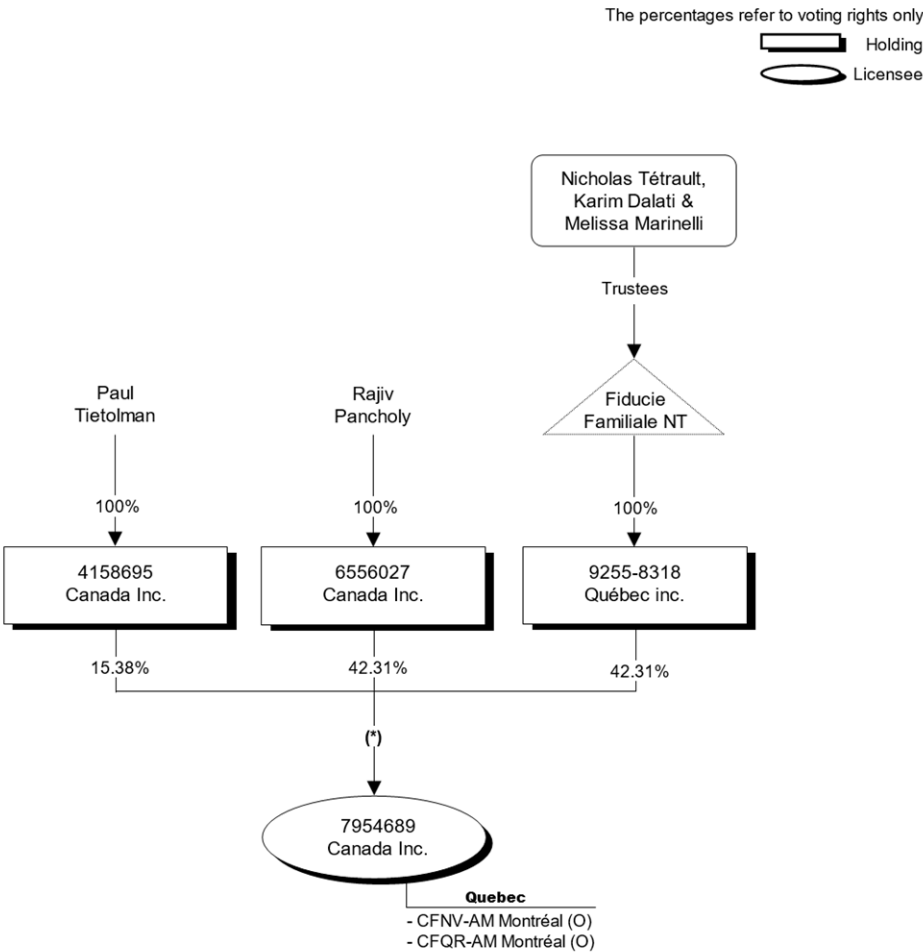 The percentages refer to voting rights only
Holding
Licensee
Nicholas Tétrault,
Karim Dalati &
Melissa Marinelli
Trustees
Paul
Tietolman
Rajiv
Pancholy
Fiducie
Familiale NT
100%
100%
100%
4158695
Canada Inc.
6556027
Canada Inc.
9255-8318
Québec inc.
15.38%
42.31%
42.31%
(*)
7954689
Canada Inc.
Quebec
- CFNV-AM Montréal (O)
- CFQR-AM Montréal (O)